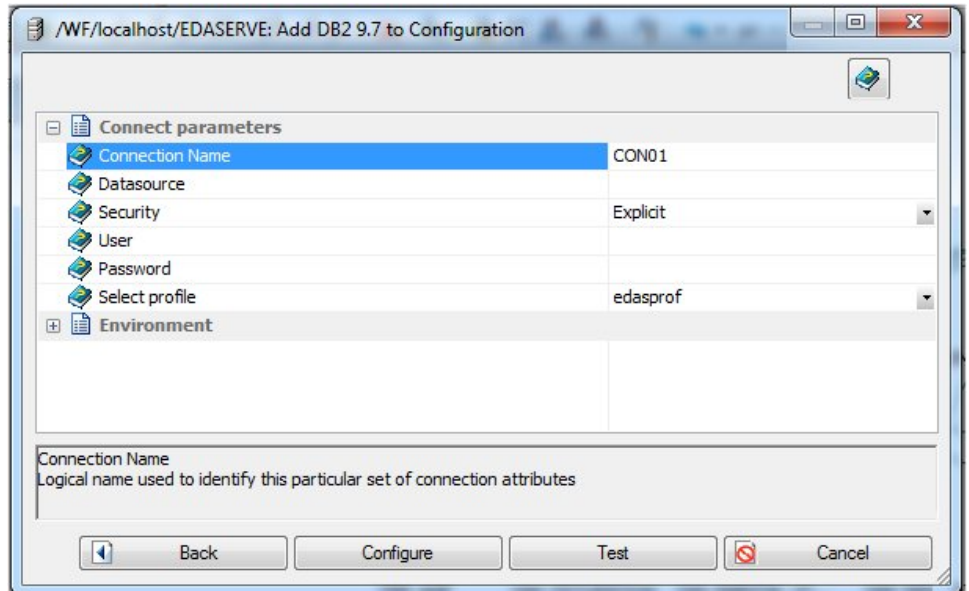 /WF/localhost/EDASERVE: Add DB2 9.7 to Configuration
Connect parameters
Connection Name CON01
Datasource
Security Explicit
User
Password
Select profile edasprof
Environment
Connection Name
Logical name used to identify this particular set of connection attributes
Back Configure Test Cancel